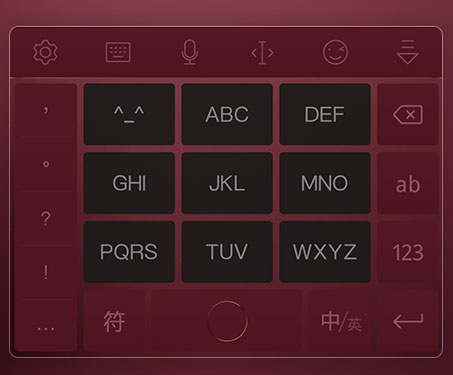 , ^_^ ABC DEF
。 GHI JKL MNO ab
?
PQRS TUV WXYZ 123
!
... 符 中/英